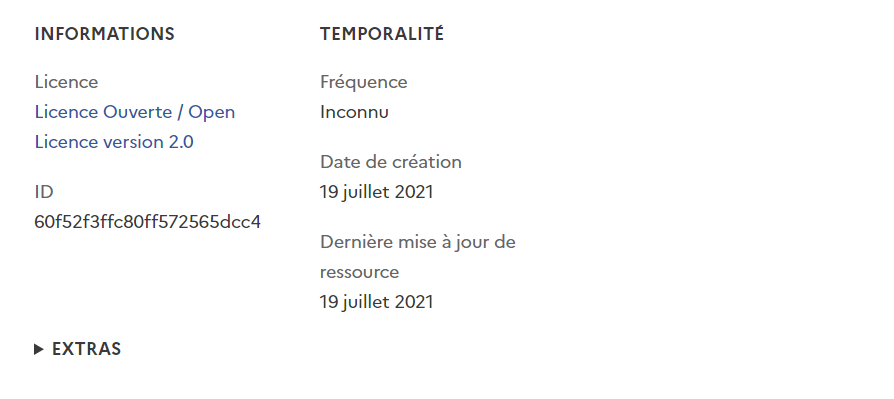 INFORMATIONS
Licence
Licence Ouverte / Open
Licence version 2.0
ID
60f52f3ffc80ff572565dcc4
TEMPORALITÉ
Fréquence
Inconnu
Date de création
19 juillet 2021
Dernière mise à jour de
ressource
19 juillet 2021
EXTRAS